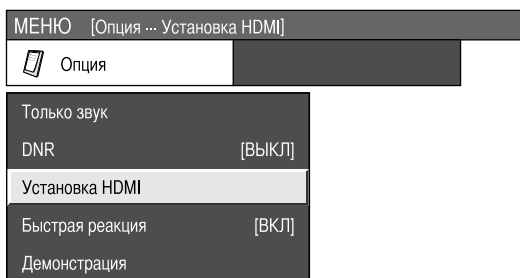 МЕНЮ [Опция ··· Установка HDMI]
Опция
Только звук
DNR [ВЫКЛ]
Установка HDMI
Быстрая реакция [ВКЛ]
Демонстрация